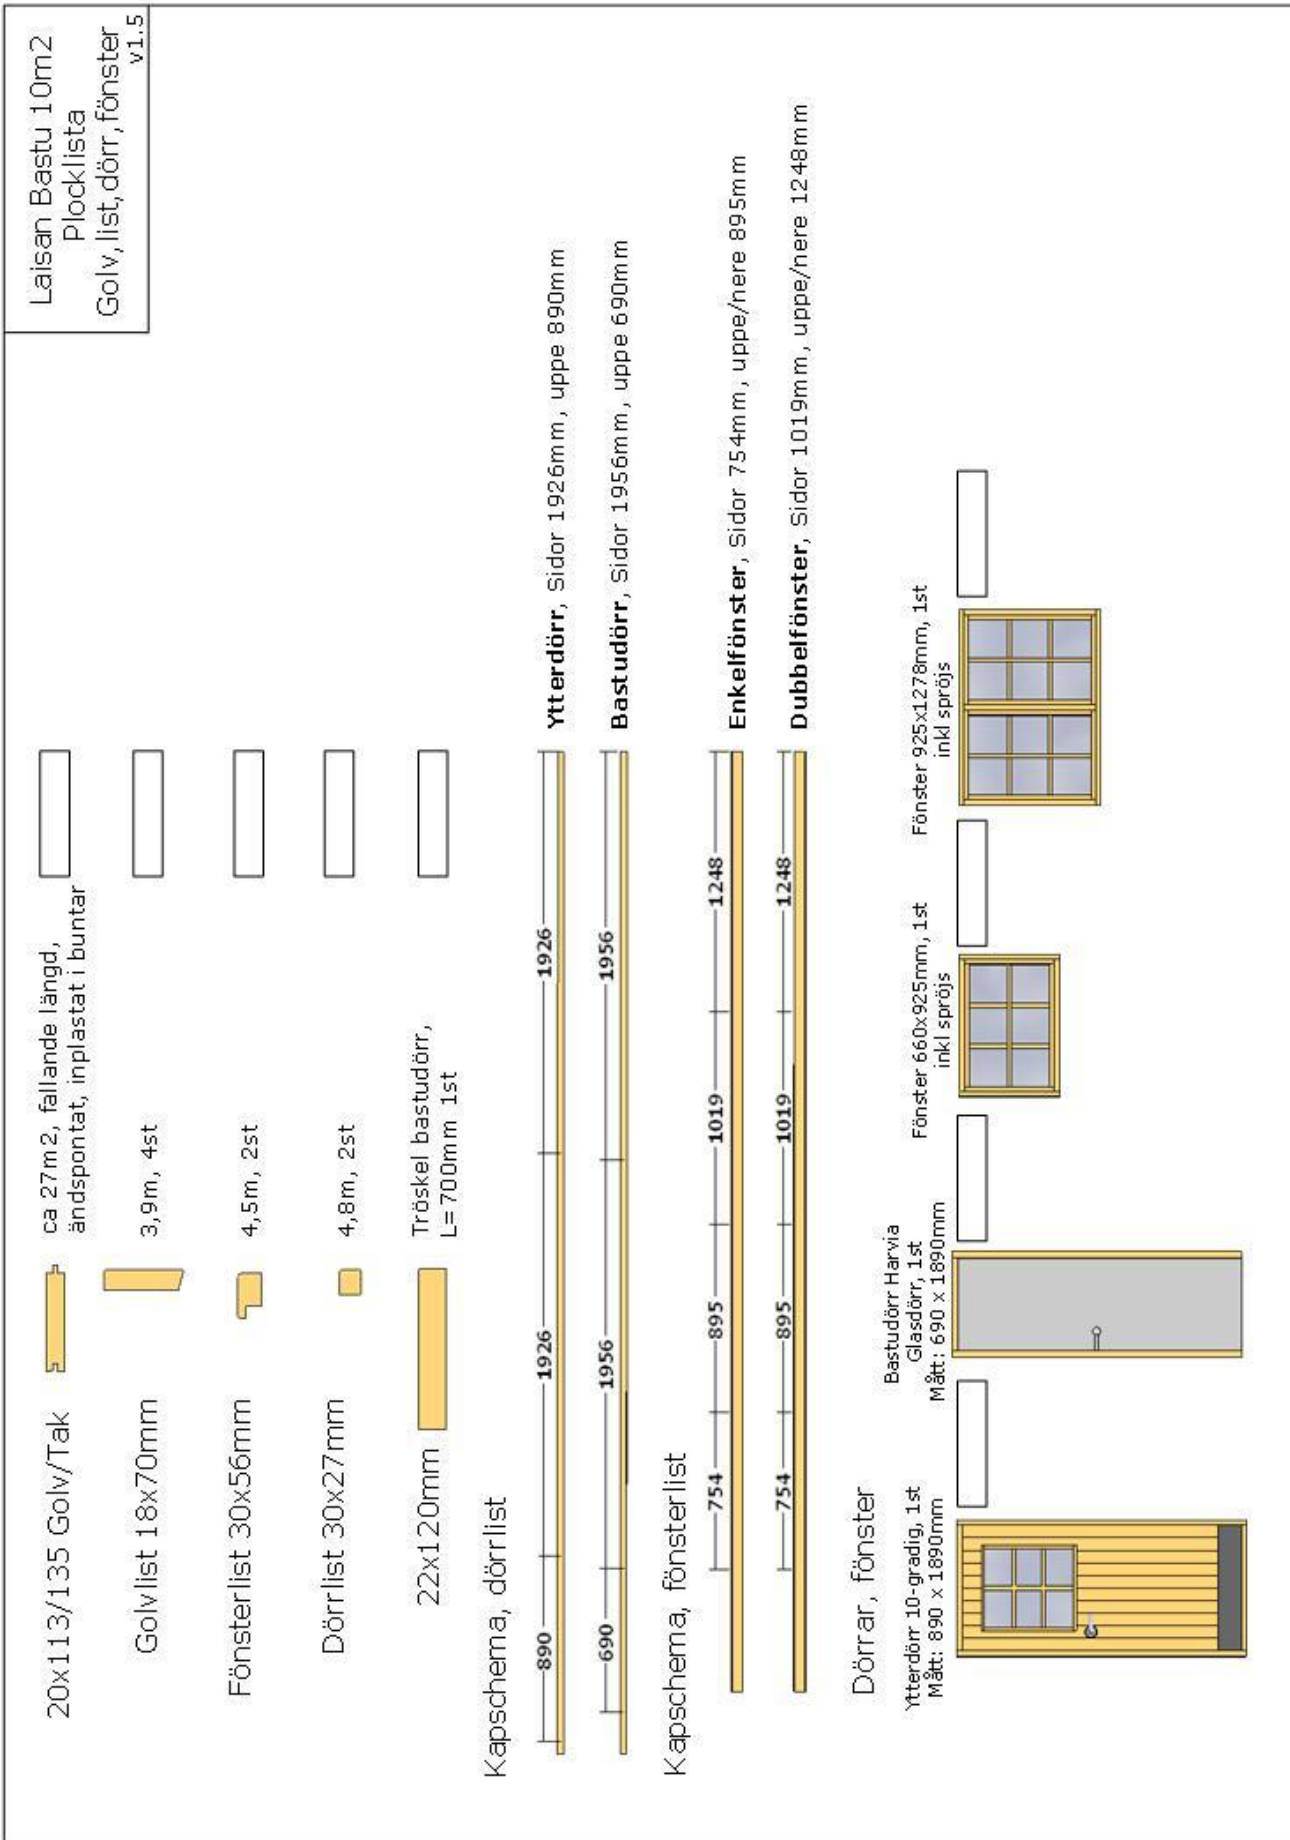 Laisan Bastu 10m2
Plocklista
Golv,list,dörr,fönster
v1.5
20x113/135 Golv/Tak
ca 27m2, fallande längd,
ändspontat, inplastat i buntar
Golvlist 18x70mm
3,9m, 4st
Fönsterlist 30x56mm
4,5m, 2st
Dörrlist 30x27mm
4,8m, 2st
22x120mm
Tröskel bastudörr,
L=700mm 1st
Kapschema, dörrlist
890 1926 1926
Ytterdörr, Sidor 1926mm, uppe 890mm
690 1956 1956
Bastudörr, Sidor 1956mm, uppe 690mm
Kapschema, fönsterlist
754 895 1019 1248
Enkelfönster, Sidor 754mm, uppe/nere 895mm
754 895 1019 1248
Dubbelfönster, Sidor 1019mm, uppe/nere 1248mm
Dörrar, fönster
Ytterdörr 10-gradig, 1st
Mått: 890 x 1890mm
Bastudörr Harvia
Glasdörr, 1st
Mått: 690 x 1890mm
Fönster 660x925mm, 1st
inkl spröjs
Fönster 925x1278mm, 1st
inkl spröjs